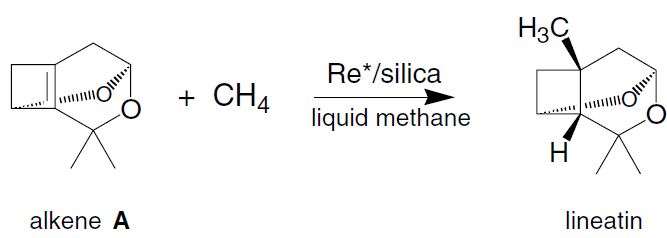 H3C
O
O
+ CH4
Re*/silica
liquid methane
O
O
H
alkene A
lineatin